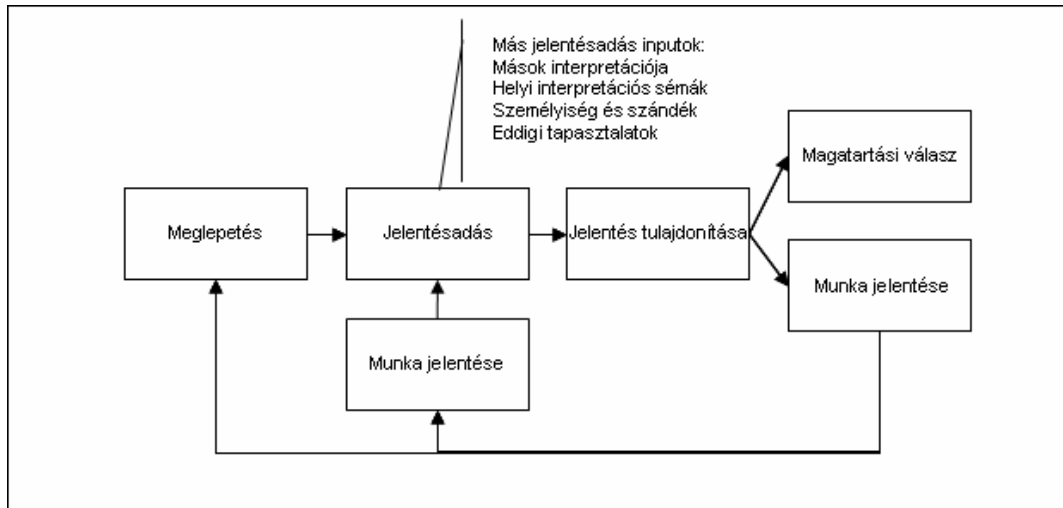 Más jelentésadás inputok:
Mások interpretációja
Helyi interpretációs sémák
Személyiség és szándék
Eddigi tapasztalatok
Magatartási válasz
Meglepetés
Jelentésadás
Jelentés tulajdonítása
Munka jelentése
Munka jelentése